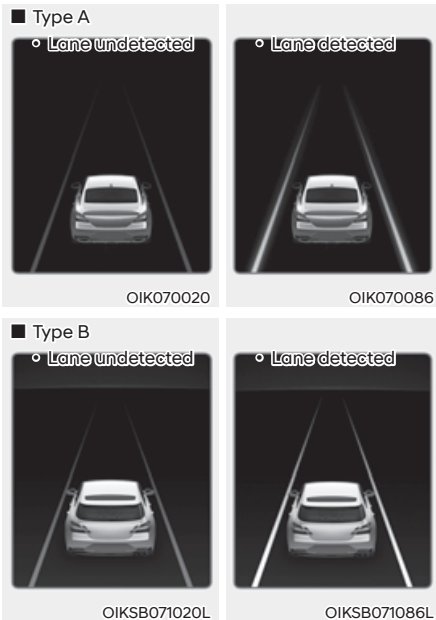 ■ Type A
○ Lane undetected
○ Lane detected
OIK070020
OIK070086
■ Type B
○ Lane undetected
○ Lane detected
OIKSB071020L
OIKSB071086L